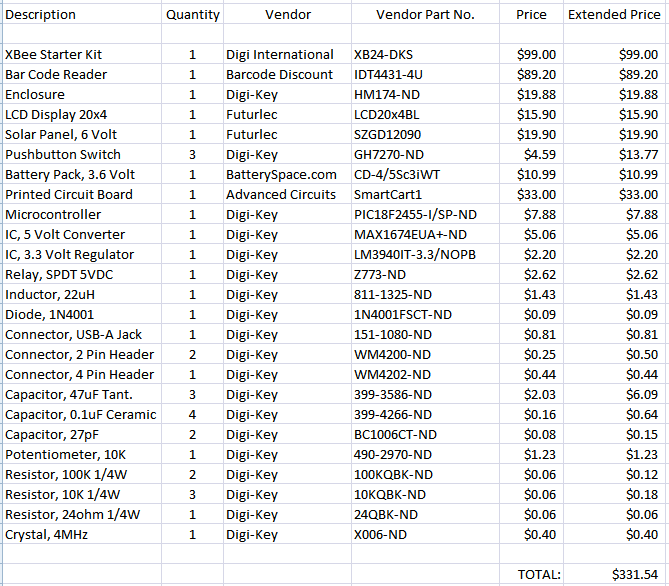 Description Quantity Vendor Vendor Part No. Price Extended Price
XBee Starter Kit 1 Digi International XB24-DKS $99.00 $99.00
Bar Code Reader 1 Barcode Discount IDT4431-4U $89.20 $89.20
Enclosure 1 Digi-Key HM174-ND $19.88 $19.88
LCD Display 20x4 1 Futurlec LCD20x4BL $15.90 $15.90
Solar Panel, 6 Volt 1 Futurlec SZGD12090 $19.90 $19.90
Pushbutton Switch 3 Digi-Key GH7270-ND $4.59 $13.77
Battery Pack, 3.6 Volt 1 BatterySpace.com CD-4/5Sc3iWT $10.99 $10.99
Printed Circuit Board 1 Advanced Circuits SmartCart1 $33.00 $33.00
Microcontroller 1 Digi-Key PIC18F2455-I/SP-ND $7.88 $7.88
IC, 5 Volt Converter 1 Digi-Key MAX1674EUA+-ND $5.06 $5.06
IC, 3.3 Volt Regulator 1 Digi-Key LM3940IT-3.3/NOPB $2.20 $2.20
Relay, SPDT 5VDC 1 Digi-Key Z773-ND $2.62 $2.62
Inductor, 22uH 1 Digi-Key 811-1325-ND $1.43 $1.43
Diode, 1N4001 1 Digi-Key 1N4001FSCT-ND $0.09 $0.09
Connector, USB-A Jack 1 Digi-Key 151-1080-ND $0.81 $0.81
Connector, 2 Pin Header 2 Digi-Key WM4200-ND $0.25 $0.50
Connector, 4 Pin Header 1 Digi-Key WM4202-ND $0.44 $0.44
Capacitor, 47uF Tant. 3 Digi-Key 399-3586-ND $2.03 $6.09
Capacitor, 0.1uF Ceramic 4 Digi-Key 399-4266-ND $0.16 $0.64
Capacitor, 27pF 2 Digi-Key BC1006CT-ND $0.08 $0.15
Potentiometer, 10K 1 Digi-Key 490-2970-ND $1.23 $1.23
Resistor, 100K 1/4W 2 Digi-Key 100KQBK-ND $0.06 $0.12
Resistor, 10K 1/4W 3 Digi-Key 10KQBK-ND $0.06 $0.18
Resistor, 24ohm 1/4W 1 Digi-Key 24QBK-ND $0.06 $0.06
Crystal, 4MHz 1 Digi-Key X006-ND $0.40 $0.40
TOTAL: $331.54